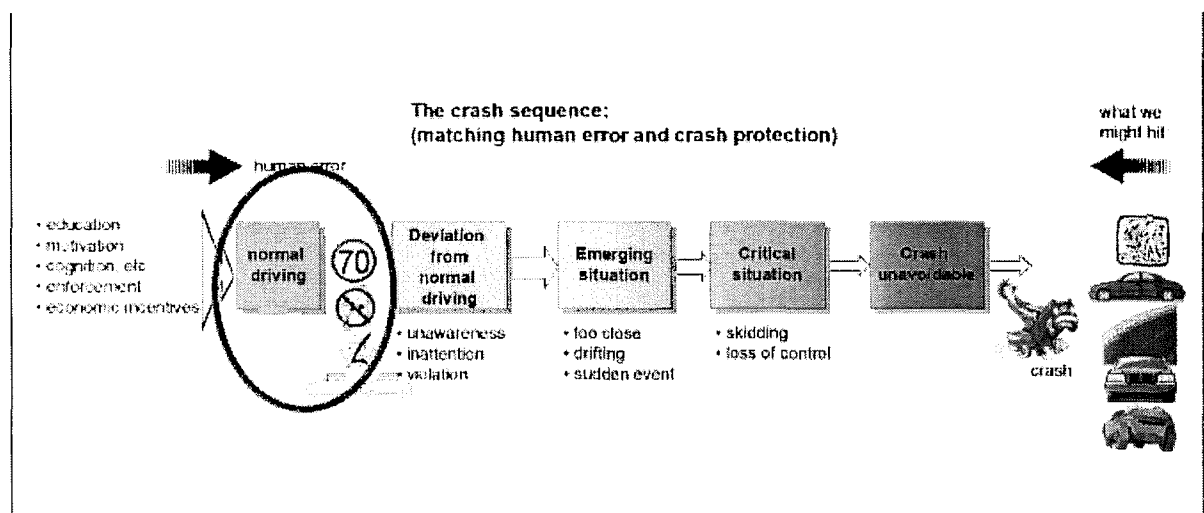 The crash sequence:
(matching human error and crash protection)
what we
might hit
human error
• education
• motivation
• cognition, etc
• enforcement
• economic incentives
normal
driving
70
Deviation
from
normal
driving
• unawareness
• inattention
• violation
Emerging
situation
• too close
• drifting
• sudden event
Critical
situation
• skidding
• loss of control
Crash
unavoidable
crash